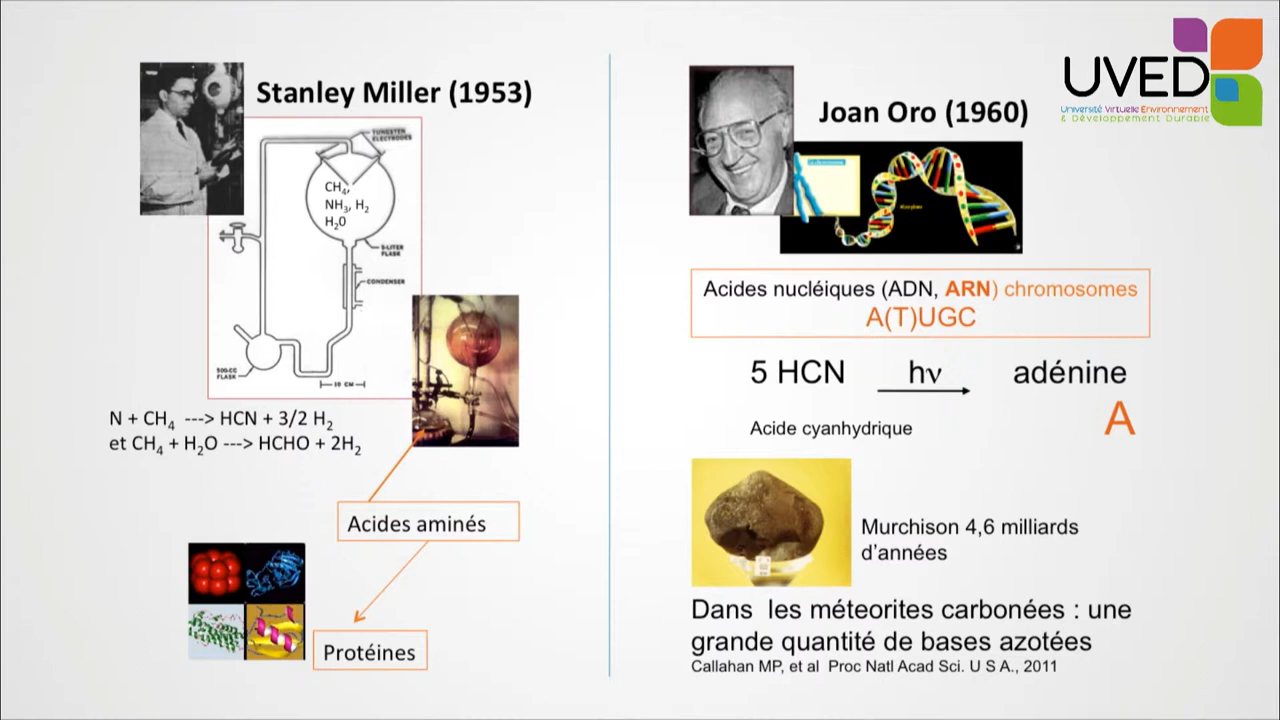 Stanley Miller (1953)
TUNGSTEN
ELECTRODES
CH₄,
NH₃, H₂
H₂0
5-LITER
FLASK
CONDENSER
500-CC
FLASK
10 CM
N + CH₄ ---> HCN + 3/2 H₂
et CH₄ + H₂O ---> HCHO + 2H₂
Acides aminés
Protéines
UVED
Université Virtuelle Environnement
& Développement Durable
Joan Oro (1960)
Acides nucléiques (ADN, ARN) chromosomes
A(T)UGC
5 HCN hν adénine
A
Acide cyanhydrique
Murchison 4,6 milliards
d’années
Dans les méteorites carbonées : une
grande quantité de bases azotées
Callahan MP, et al Proc Natl Acad Sci. U S A., 2011